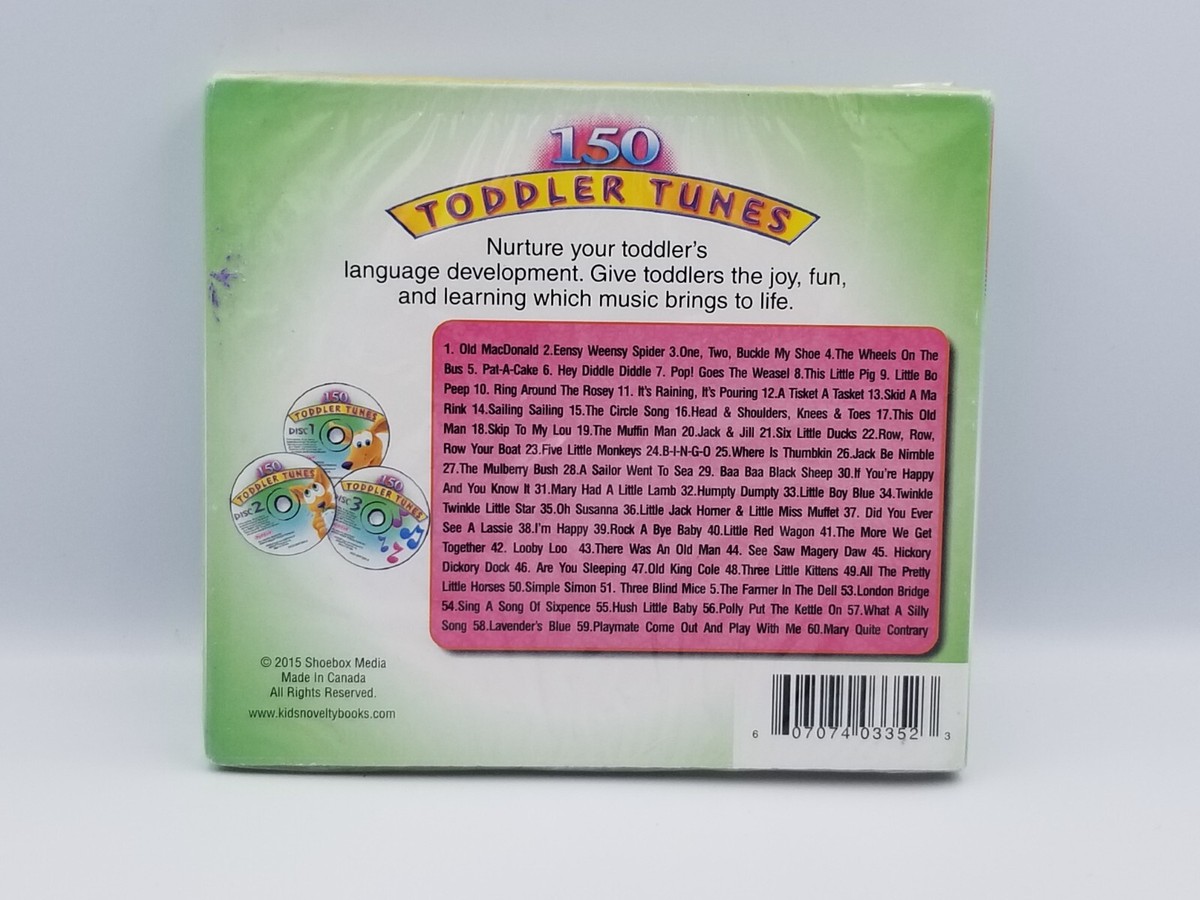 150
TODDLER TUNES
Nurture your toddler's
language development. Give toddlers the joy, fun,
and learning which music brings to life.
1. Old MacDonald 2.Eensy Weensy Spider 3.One, Two, Buckle My Shoe 4.The Wheels On The
Bus 5. Pat-A-Cake 6. Hey Diddle Diddle 7. Pop! Goes The Weasel 8.This Little Pig 9. Little Bo
Peep 10. Ring Around The Rosey 11. It's Raining, It's Pouring 12.A Tisket A Tasket 13.Skid A Ma
Rink 14.Sailing Sailing 15.The Circle Song 16.Head & Shoulders, Knees & Toes 17.This Old
Man 18.Skip To My Lou 19.The Muffin Man 20.Jack & Jill 21.Six Little Ducks 22.Row, Row,
Row Your Boat 23.Five Little Monkeys 24.B-I-N-G-O 25.Where Is Thumbkin 26.Jack Be Nimble
27.The Mulberry Bush 28.A Sailor Went To Sea 29. Baa Baa Black Sheep 30.If You're Happy
And You Know It 31.Mary Had A Little Lamb 32.Humpty Dumpty 33.Little Boy Blue 34.Twinkle
Twinkle Little Star 35.Oh Susanna 36.Little Jack Horner & Little Miss Muffet 37. Did You Ever
See A Lassie 38.I'm Happy 39.Rock A Bye Baby 40.Little Red Wagon 41.The More We Get
Together 42. Looby Loo 43.There Was An Old Man 44. See Saw Magery Daw 45. Hickory
Dickory Dock 46. Are You Sleeping 47.Old King Cole 48.Three Little Kittens 49.All The Pretty
Little Horses 50.Simple Simon 51. Three Blind Mice 5.The Farmer In The Dell 53.London Bridge
54.Sing A Song Of Sixpence 55.Hush Little Baby 56.Polly Put The Kettle On 57.What A Silly
Song 58.Lavender's Blue 59.Playmate Come Out And Play With Me 60.Mary Quite Contrary
150
TODDLER TUNES
DISC 1
150
TODDLER TUNES
DISC 2
150
TODDLER TUNES
DISC 3
© 2015 Shoebox Media
Made In Canada
All Rights Reserved.
www.kidsnoveltybooks.com
6 07074 03352 3